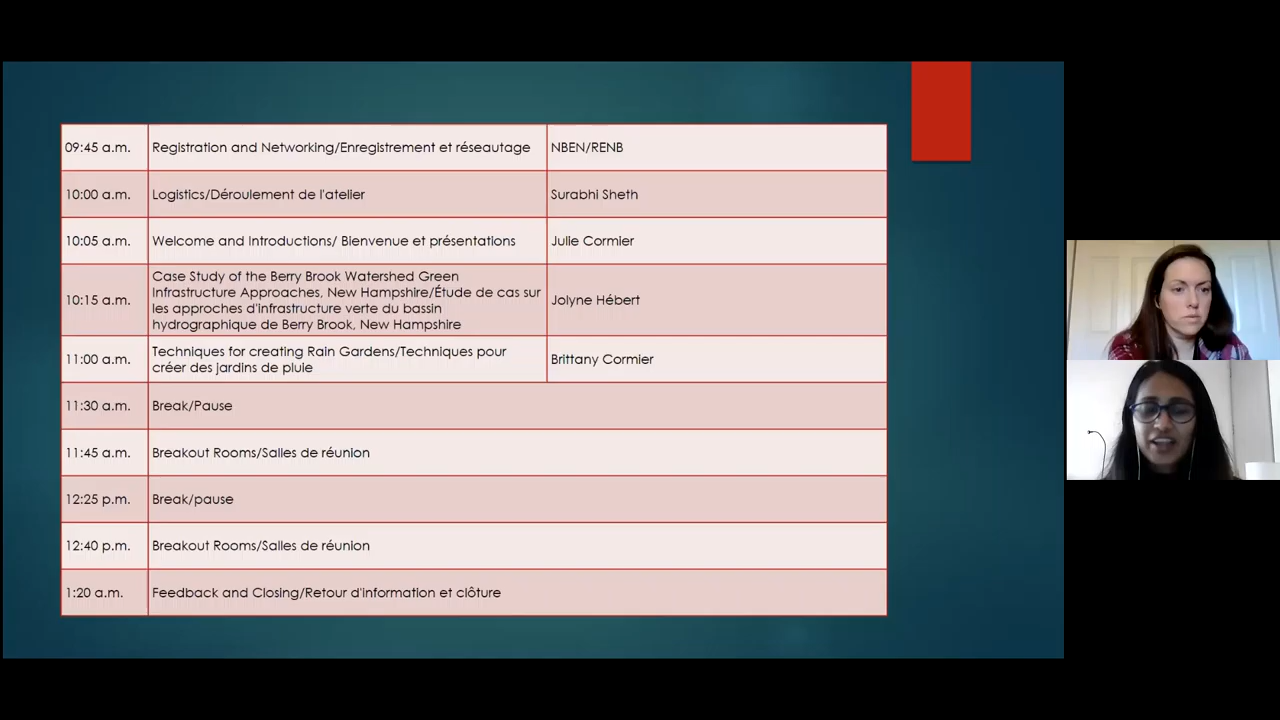 09:45 a.m. Registration and Networking/Enregistrement et réseautage NBEN/RENB
10:00 a.m. Logistics/Déroulement de l'atelier Surabhi Sheth
10:05 a.m. Welcome and Introductions/ Bienvenue et présentations Julie Cormier
10:15 a.m. Case Study of the Berry Brook Watershed Green
Infrastructure Approaches, New Hampshire/Étude de cas sur
les approches d'infrastructure verte du bassin
hydrographique de Berry Brook, New Hampshire
Jolyne Hébert
11:00 a.m. Techniques for creating Rain Gardens/Techniques pour
créer des jardins de pluie
Brittany Cormier
11:30 a.m. Break/Pause
11:45 a.m. Breakout Rooms/Salles de réunion
12:25 p.m. Break/pause
12:40 p.m. Breakout Rooms/Salles de réunion
1:20 a.m. Feedback and Closing/Retour d'information et clôture